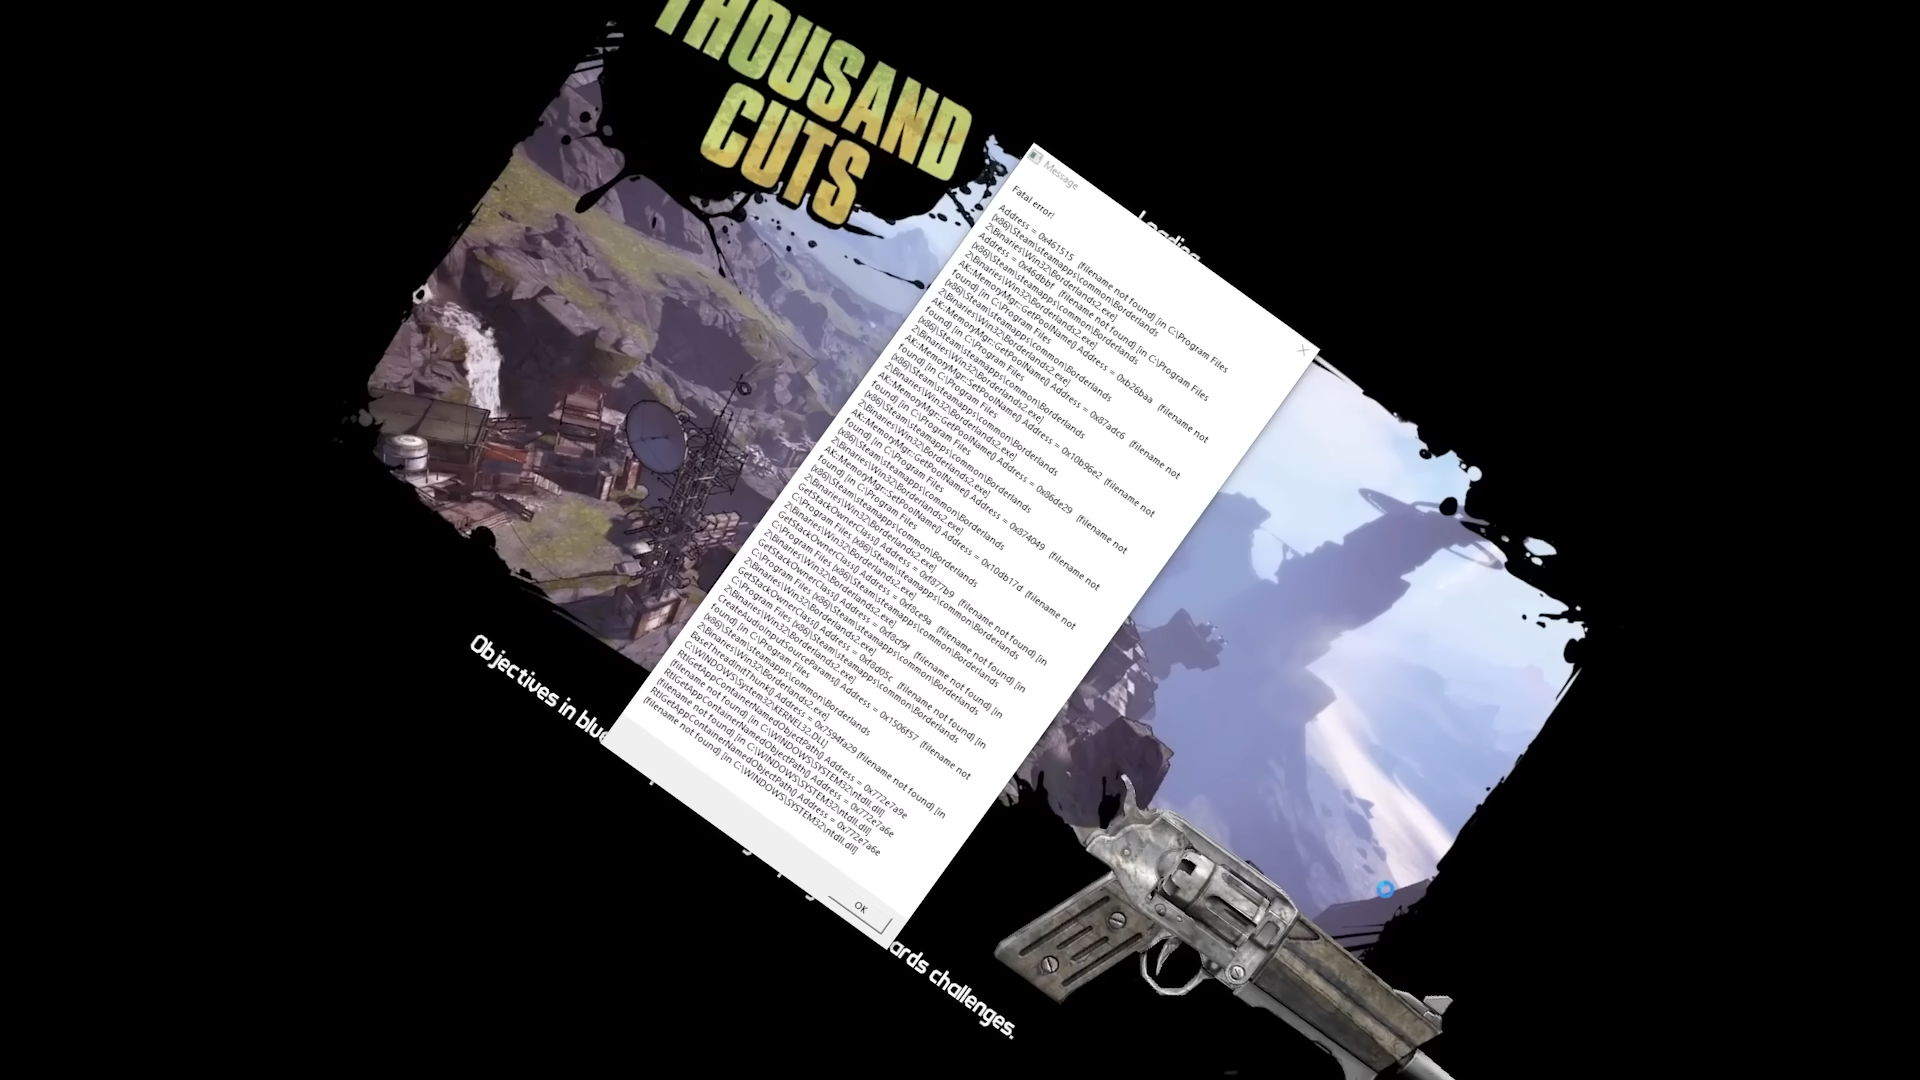 THOUSAND
CUTS
Loading
Message
Fatal error!
Address = 0x461515 (filename not found) [in C:\Program Files
(x86)\Steam\steamapps\common\Borderlands
2\Binaries\Win32\Borderlands2.exe]
Address = 0x46dbbf (filename not found) [in C:\Program Files
(x86)\Steam\steamapps\common\Borderlands
2\Binaries\Win32\Borderlands2.exe]
AK::MemoryMgr::GetPoolName() Address = 0xb26baa (filename not
found) [in C:\Program Files
(x86)\Steam\steamapps\common\Borderlands
2\Binaries\Win32\Borderlands2.exe]
AK::MemoryMgr::GetPoolName() Address = 0x87adc6 (filename not
found) [in C:\Program Files
(x86)\Steam\steamapps\common\Borderlands
2\Binaries\Win32\Borderlands2.exe]
AK::MemoryMgr::SetPoolName() Address = 0x10b96e2 (filename not
found) [in C:\Program Files
(x86)\Steam\steamapps\common\Borderlands
2\Binaries\Win32\Borderlands2.exe]
AK::MemoryMgr::GetPoolName() Address = 0x86de29 (filename not
found) [in C:\Program Files
(x86)\Steam\steamapps\common\Borderlands
2\Binaries\Win32\Borderlands2.exe]
AK::MemoryMgr::GetPoolName() Address = 0x874049 (filename not
found) [in C:\Program Files
(x86)\Steam\steamapps\common\Borderlands
2\Binaries\Win32\Borderlands2.exe]
AK::MemoryMgr::SetPoolName() Address = 0x10db17d (filename not
found) [in C:\Program Files
(x86)\Steam\steamapps\common\Borderlands
2\Binaries\Win32\Borderlands2.exe]
GetStackOwnerClass() Address = 0xf877b9 (filename not found) [in
C:\Program Files (x86)\Steam\steamapps\common\Borderlands
2\Binaries\Win32\Borderlands2.exe]
GetStackOwnerClass() Address = 0xf8ce9a (filename not found) [in
C:\Program Files (x86)\Steam\steamapps\common\Borderlands
2\Binaries\Win32\Borderlands2.exe]
GetStackOwnerClass() Address = 0xf8cf9f (filename not found) [in
C:\Program Files (x86)\Steam\steamapps\common\Borderlands
2\Binaries\Win32\Borderlands2.exe]
GetStackOwnerClass() Address = 0xf8d05c (filename not found) [in
C:\Program Files (x86)\Steam\steamapps\common\Borderlands
2\Binaries\Win32\Borderlands2.exe]
CreateAudioInputSourceParams() Address = 0x1506f57 (filename not
found) [in C:\Program Files
(x86)\Steam\steamapps\common\Borderlands
2\Binaries\Win32\Borderlands2.exe]
BaseThreadInitThunk() Address = 0x7594fa29 (filename not found) [in
C:\WINDOWS\System32\KERNEL32.DLL]
RtlGetAppContainerNamedObjectPath() Address = 0x772e7a9e
(filename not found) [in C:\WINDOWS\SYSTEM32\ntdll.dll]
RtlGetAppContainerNamedObjectPath() Address = 0x772e7a6e
(filename not found) [in C:\WINDOWS\SYSTEM32\ntdll.dll]
RtlGetAppContainerNamedObjectPath() Address = 0x772e7a6e
(filename not found) [in C:\WINDOWS\SYSTEM32\ntdll.dll]
OK
Objectives in blue
ards challenges.